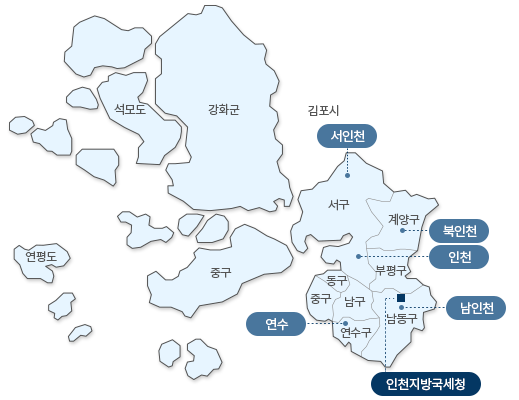 석모도
강화군
김포시
서인천
서구
계양구
북인천
연평도
인천
중구
부평구
동구
중구
남구
남인천
남동구
연수
연수구
인천지방국세청